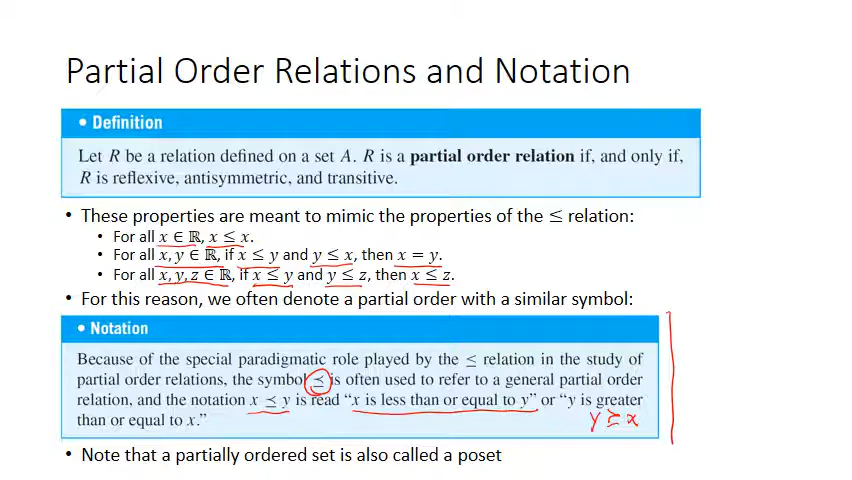 Partial Order Relations and Notation
• Definition
Let R be a relation defined on a set A. R is a partial order relation if, and only if,
R is reflexive, antisymmetric, and transitive.
• These properties are meant to mimic the properties of the ≤ relation:
• For all x ∈ ℝ, x ≤ x.
• For all x, y ∈ ℝ, if x ≤ y and y ≤ x, then x = y.
• For all x, y, z ∈ ℝ, if x ≤ y and y ≤ z, then x ≤ z.
• For this reason, we often denote a partial order with a similar symbol:
• Notation
Because of the special paradigmatic role played by the ≤ relation in the study of
partial order relations, the symbol ⪯ is often used to refer to a general partial order
relation, and the notation x ⪯ y is read “x is less than or equal to y” or “y is greater
than or equal to x.”
y ⪰ x
• Note that a partially ordered set is also called a poset